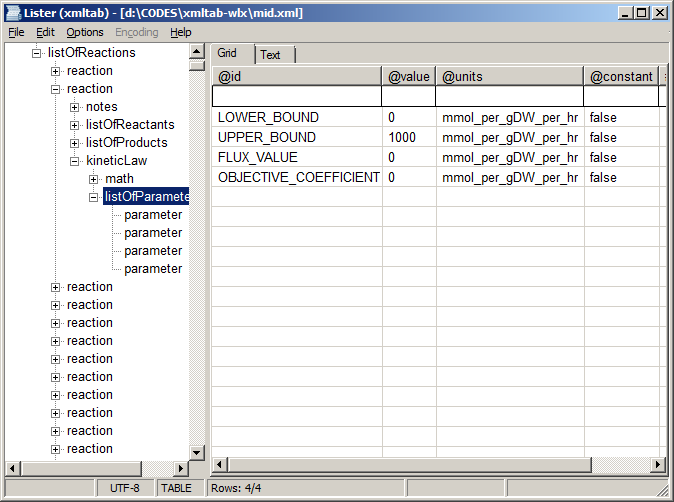 Lister (xmltab) - [d:\CODES\xmltab-wlx\mid.xml]
File Edit Options Encoding Help
listOfReactions
reaction
reaction
notes
listOfReactants
listOfProducts
kineticLaw
math
listOfParamete
parameter
parameter
parameter
parameter
reaction
reaction
reaction
reaction
reaction
reaction
reaction
reaction
reaction
reaction
Grid Text
@id @value @units @constant
LOWER_BOUND 0 mmol_per_gDW_per_hr false
UPPER_BOUND 1000 mmol_per_gDW_per_hr false
FLUX_VALUE 0 mmol_per_gDW_per_hr false
OBJECTIVE_COEFFICIENT 0 mmol_per_gDW_per_hr false
UTF-8 TABLE Rows: 4/4